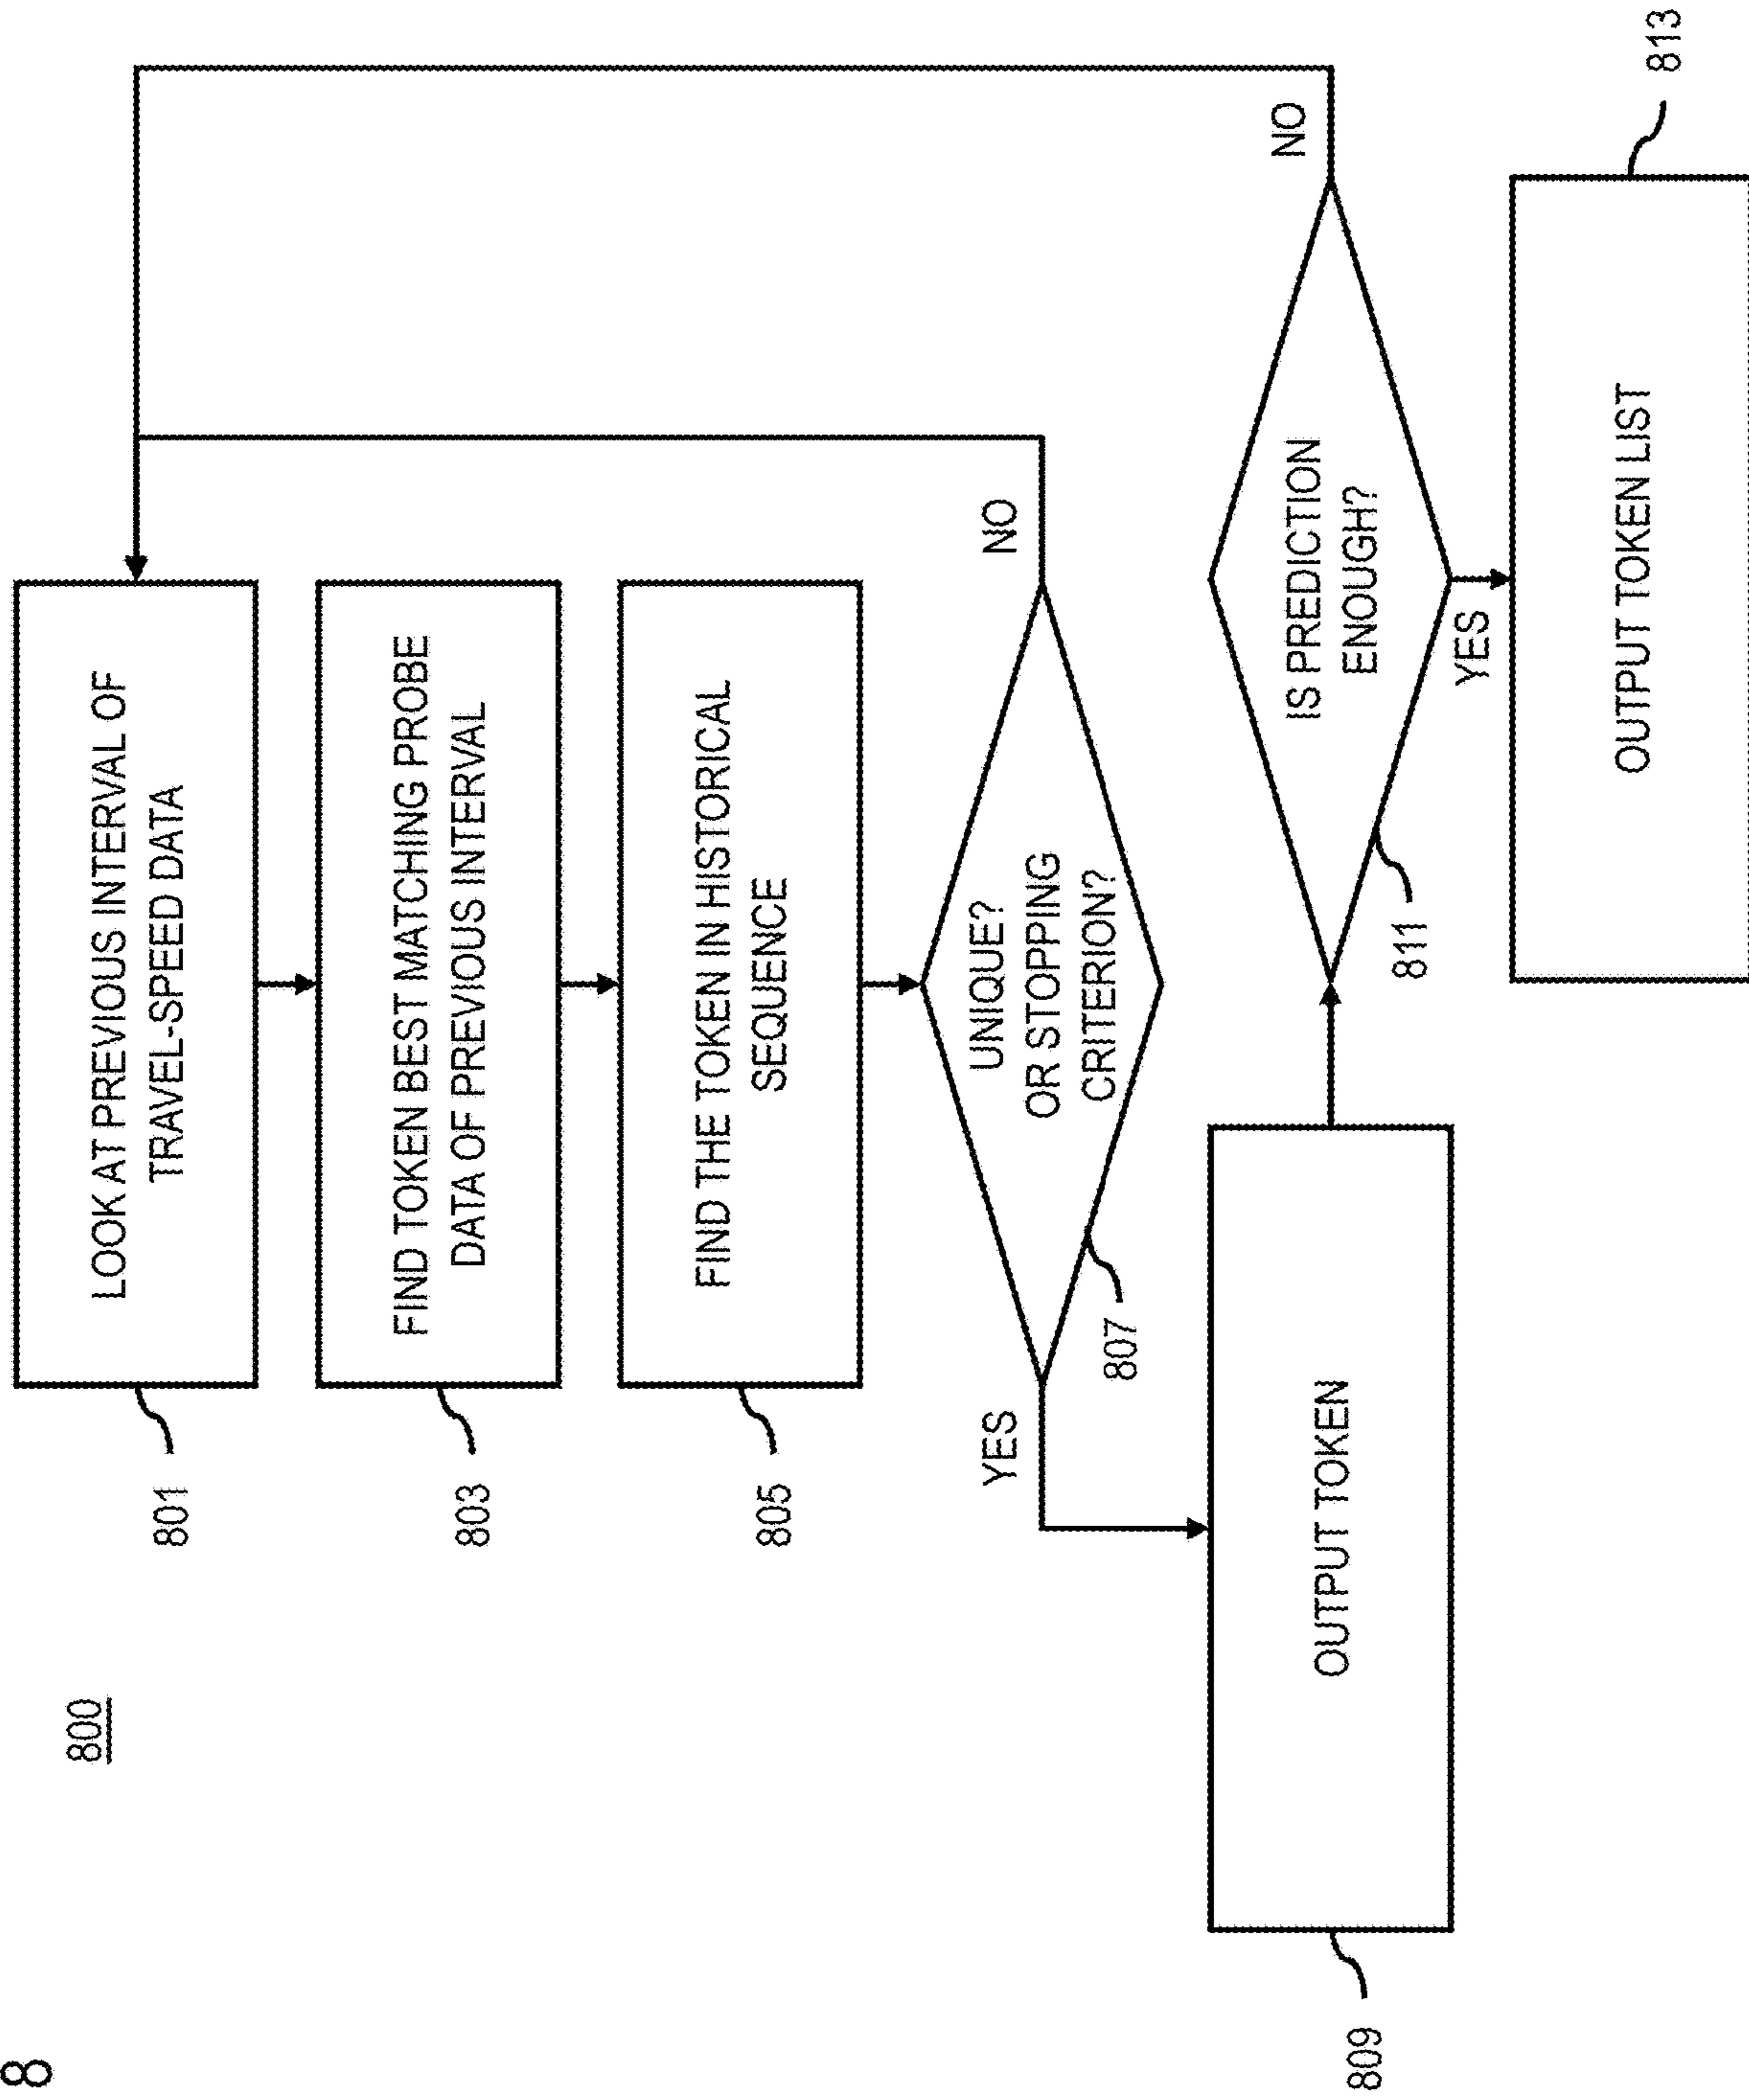 8
800
801
LOOK AT PREVIOUS INTERVAL OF
TRAVEL-SPEED DATA
803
FIND TOKEN BEST MATCHING PROBE
DATA OF PREVIOUS INTERVAL
805
FIND THE TOKEN IN HISTORICAL
SEQUENCE
UNIQUE?
OR STOPPING
CRITERION?
807
YES
NO
809
OUTPUT TOKEN
IS PREDICTION
ENOUGH?
811
NO
YES
OUTPUT TOKEN LIST
813